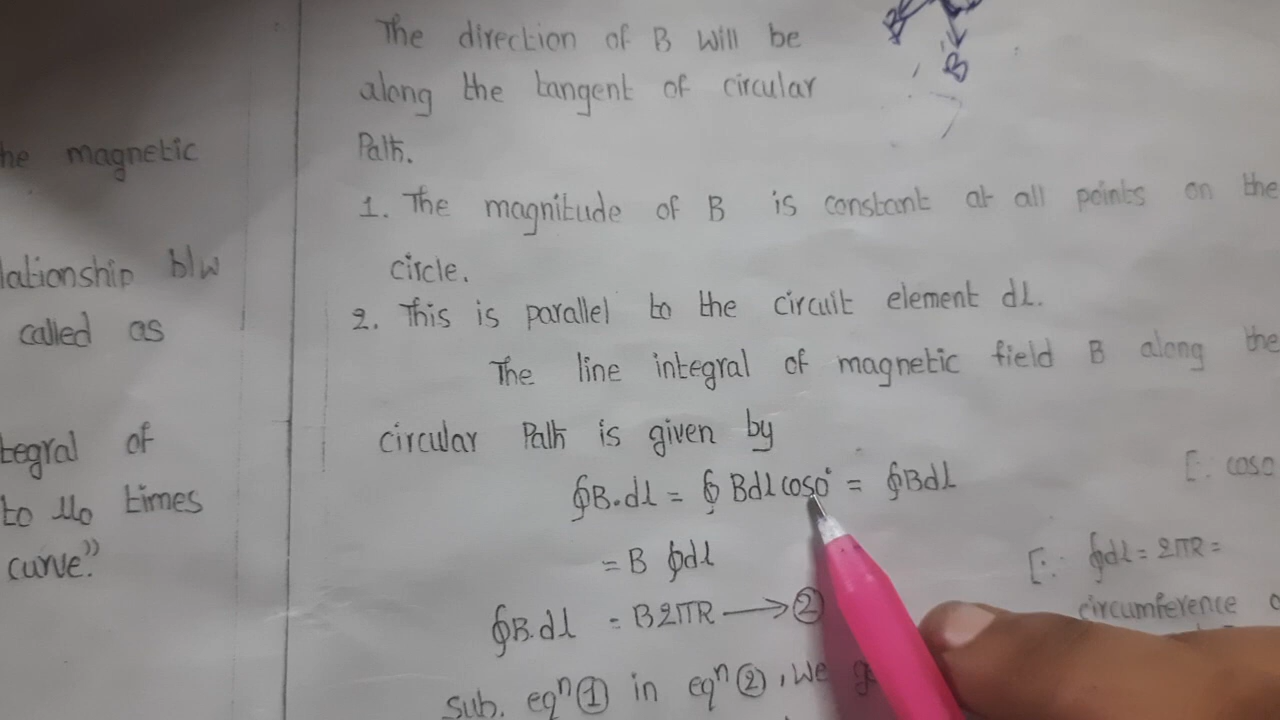 he magnetic
lationship b/w
called as
tegral of
to μ0 times
curve."
The direction of B will be
along the tangent of circular
Path.
B
1. The magnitude of B is constant at all points on the
circle.
2. This is parallel to the circuit element dl.
The line integral of magnetic field B along the
circular Path is given by
∮B.dl = ∮ Bdl cos0° = ∮Bdl [∵ cos0
= B ∮dl [∵ ∮dl = 2πR =
circumference
∮B.dl = B2πR ⟶ ②
sub. eqⁿ ① in eqⁿ ②, we